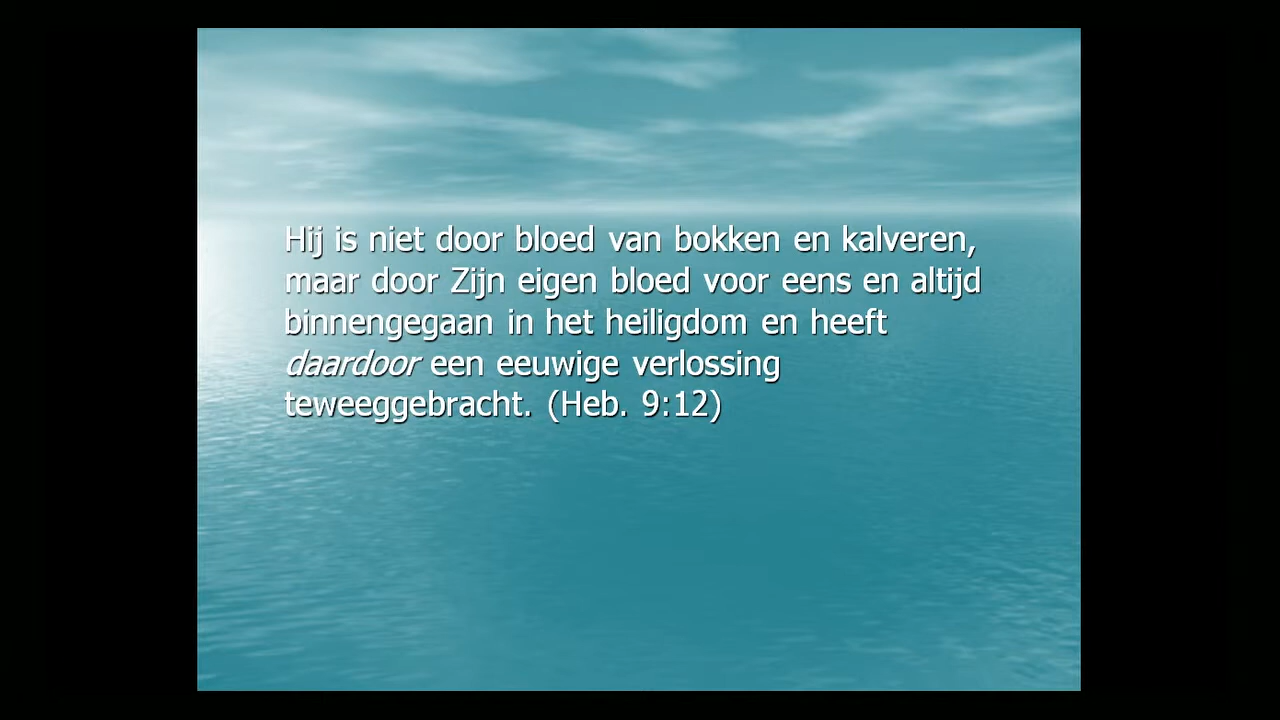 Hij is niet door bloed van bokken en kalveren,
maar door Zijn eigen bloed voor eens en altijd
binnengegaan in het heiligdom en heeft
daardoor een eeuwige verlossing
teweeggebracht. (Heb. 9:12)